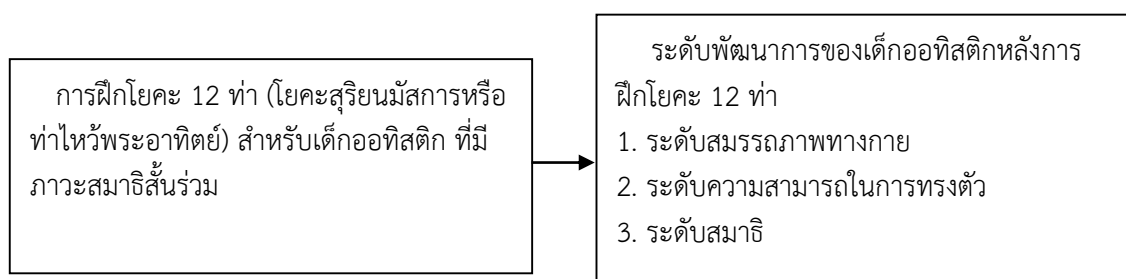 การฝึกโยคะ 12 ท่า (โยคะสุริยนมัสการหรือ
ท่าไหว้พระอาทิตย์) สำหรับเด็กออทิสติก ที่มี
ภาวะสมาธิสั้นร่วม
ระดับพัฒนาการของเด็กออทิสติกหลังการ
ฝึกโยคะ 12 ท่า
1. ระดับสมรรถภาพทางกาย
2. ระดับความสามารถในการทรงตัว
3. ระดับสมาธิ